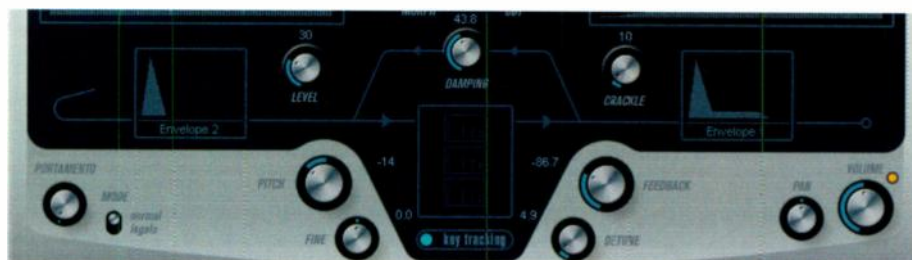 43.8
30
10
DAMPING
LEVEL
CRACKLE
Envelope 2
Envelope
-14
-86.7
PORTAMENTO
PITCH
FEEDBACK
VOLUME
PAN
MODE
normal
legato
0.0
4.9
FINE
key tracking
DETUNE